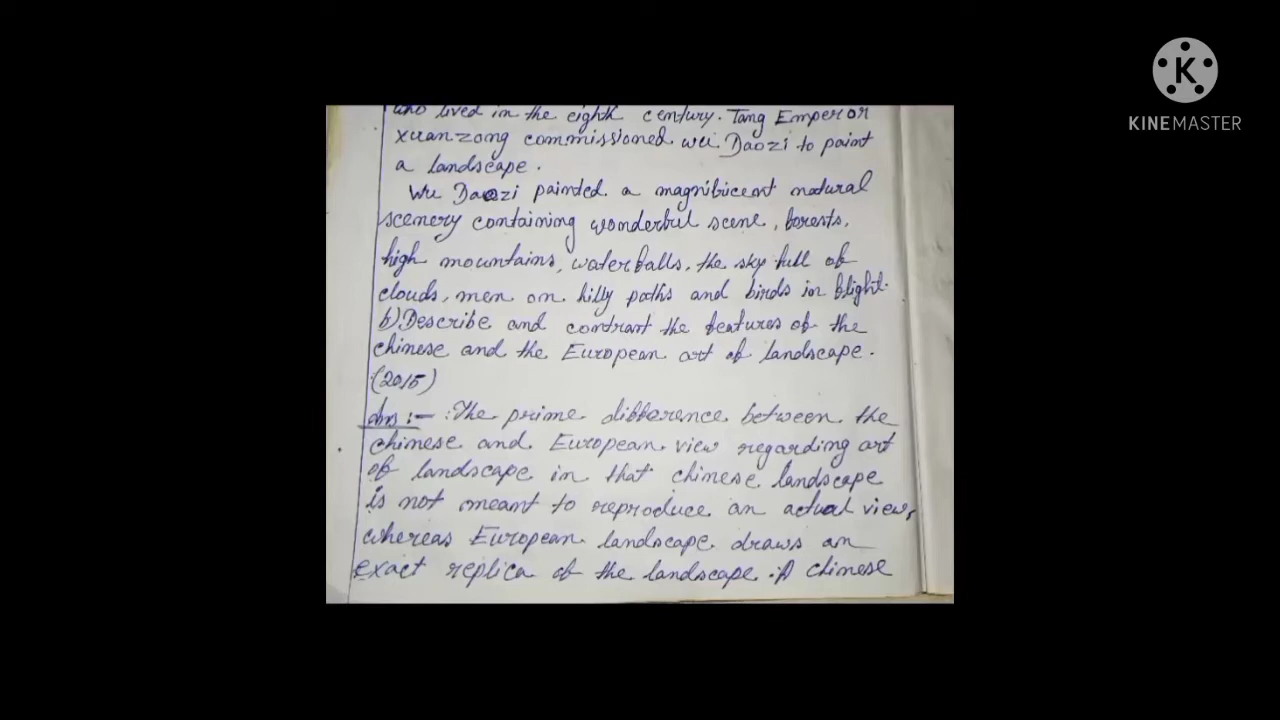 who lived in the eighth century. Tang Emperor
xuanzong commissioned wu Daozi to paint
a landscape.
Wu Daozi painted a magnificent natural
scenery containing wonderful scene, forests,
high mountains, waterfalls, the sky full of
clouds, men on hilly paths and birds in flight.
b) Describe and contrast the features of the
chinese and the European art of landscape.
(2015)
Ans :- The prime difference between the
chinese and European view regarding art
of landscape in that chinese landscape
is not meant to reproduce an actual view,
whereas European landscape draws an
exact replica of the landscape. A chinese
K
KINEMASTER